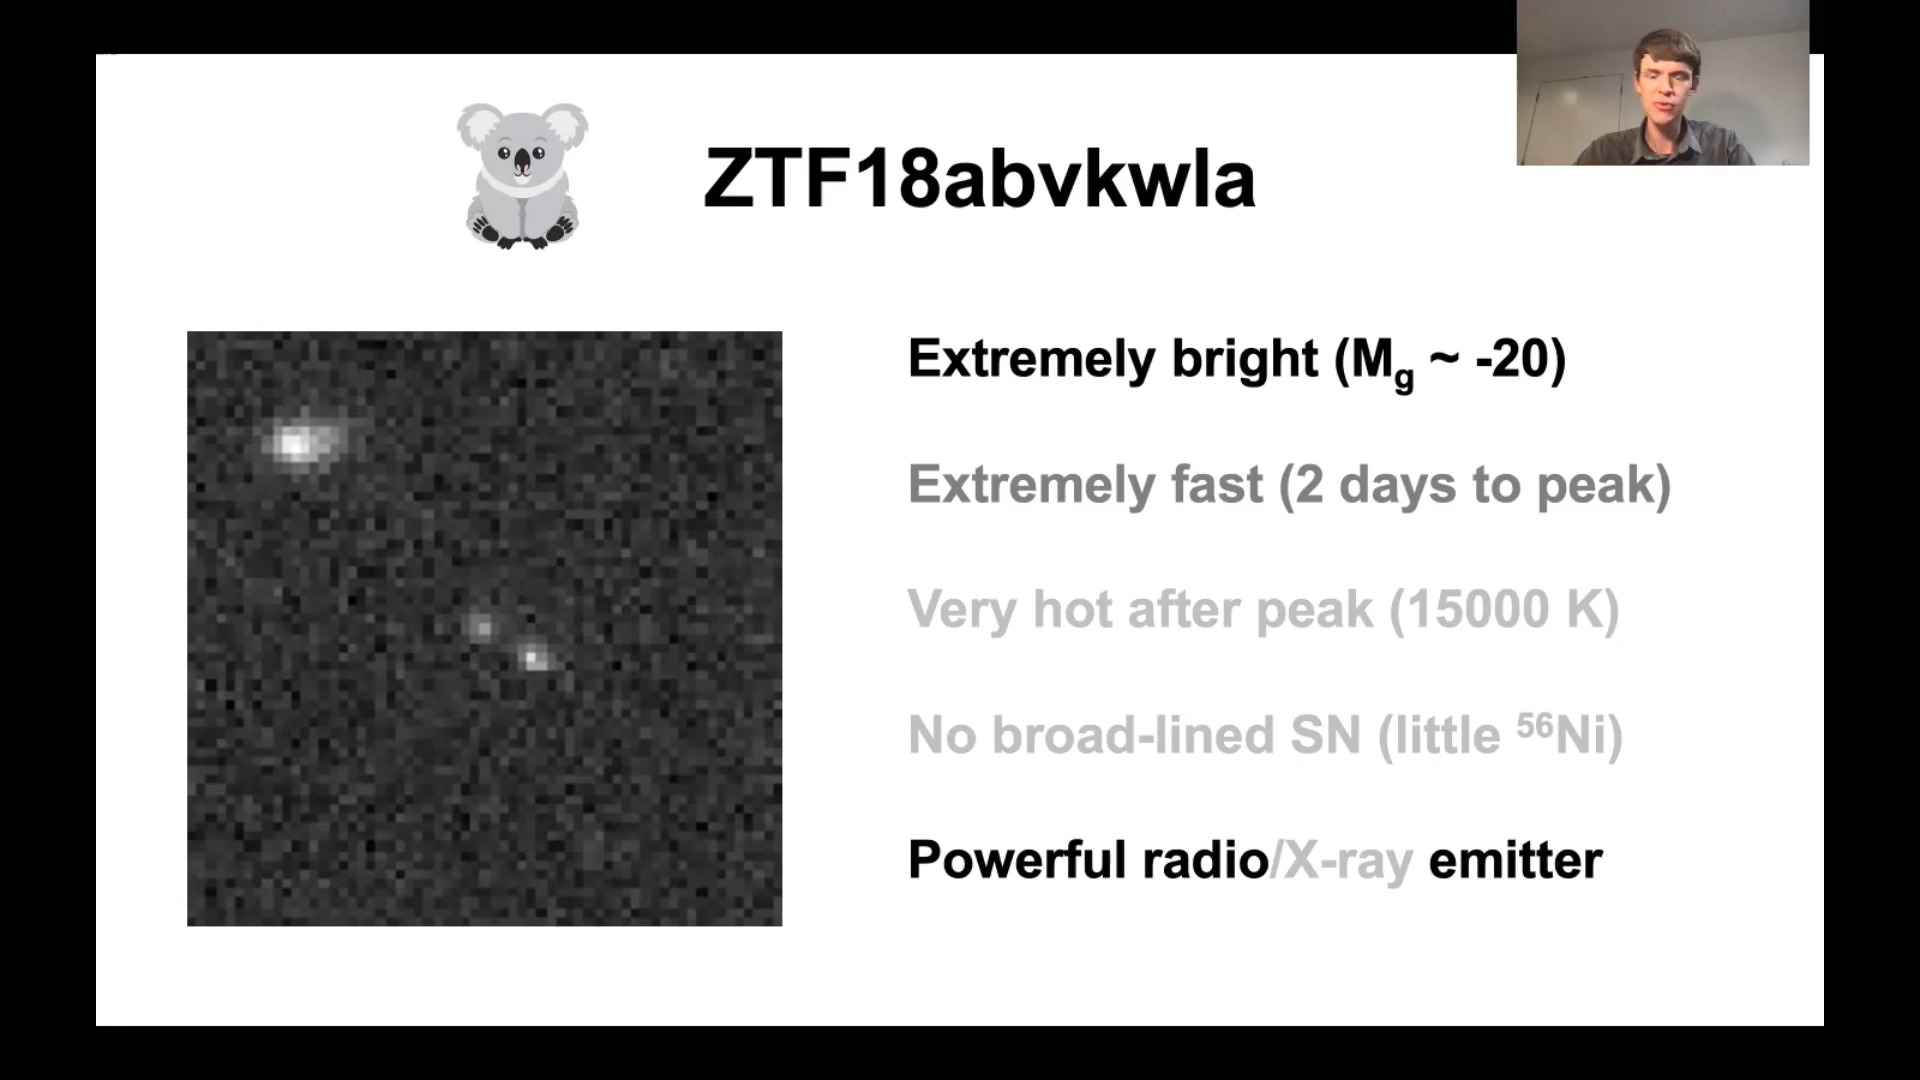 ZTF18abvkwla
Extremely bright (M_g ~ -20)
Extremely fast (2 days to peak)
Very hot after peak (15000 K)
No broad-lined SN (little ⁵⁶Ni)
Powerful radio/X-ray emitter